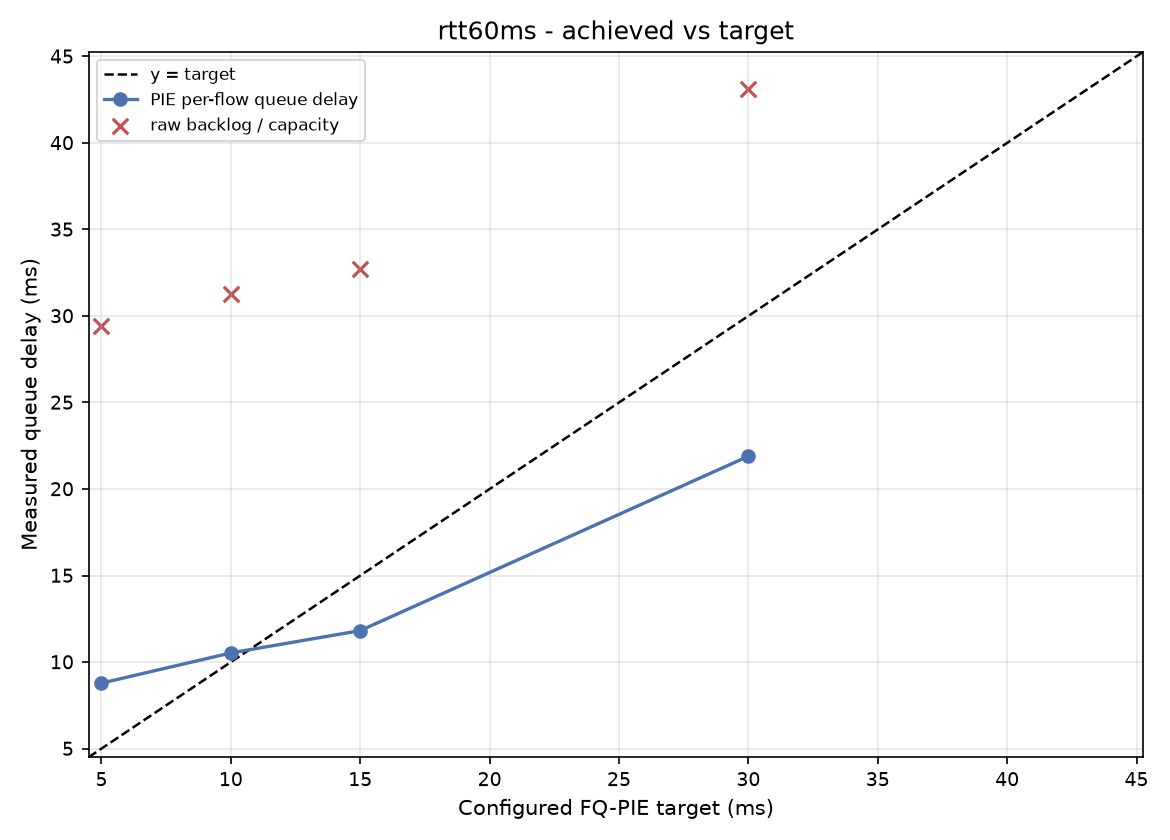 rtt60ms - achieved vs target
y = target
PIE per-flow queue delay
raw backlog / capacity
Measured queue delay (ms)
45
40
35
30
25
20
15
10
5
5 10 15 20 25 30 35 40 45
Configured FQ-PIE target (ms)